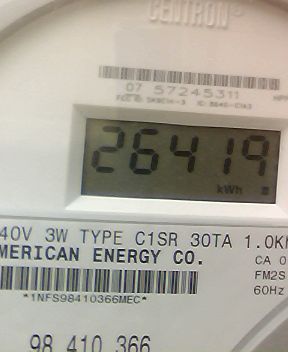 CENTRON®
07 57245311
26419
kWh
40V 3W TYPE C1SR 30TA 1.0K
MERICAN ENERGY CO.
CA 0
FM2S
60Hz
*1NFS98410366MEC*
98 410 366